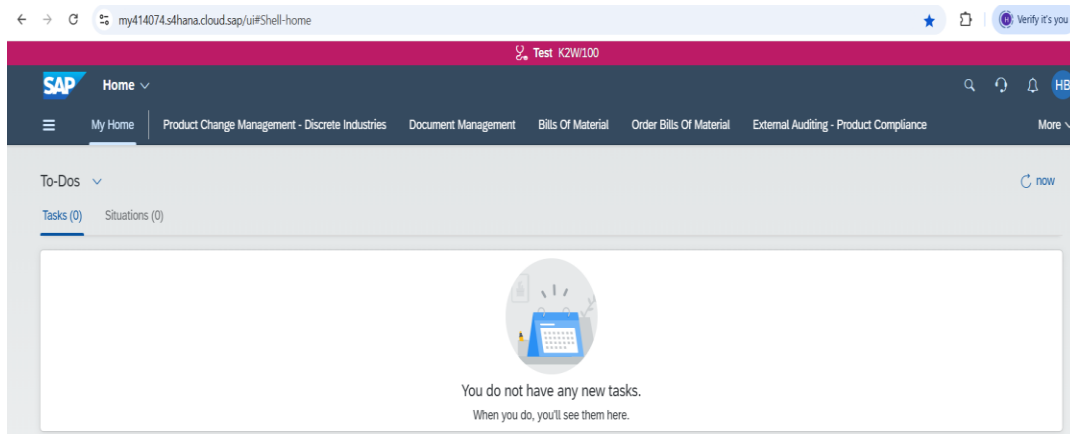 my414074.s4hana.cloud.sap/ui#Shell-home
H Verify it's you
Test K2W/100
SAP Home HB
My Home Product Change Management - Discrete Industries Document Management Bills Of Material Order Bills Of Material External Auditing - Product Compliance More
To-Dos now
Tasks (0) Situations (0)
You do not have any new tasks.
When you do, you'll see them here.